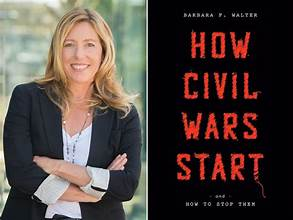 BARBARA F. WALTER
HOW
CIVIL
WARS
START
and
HOW TO STOP THEM